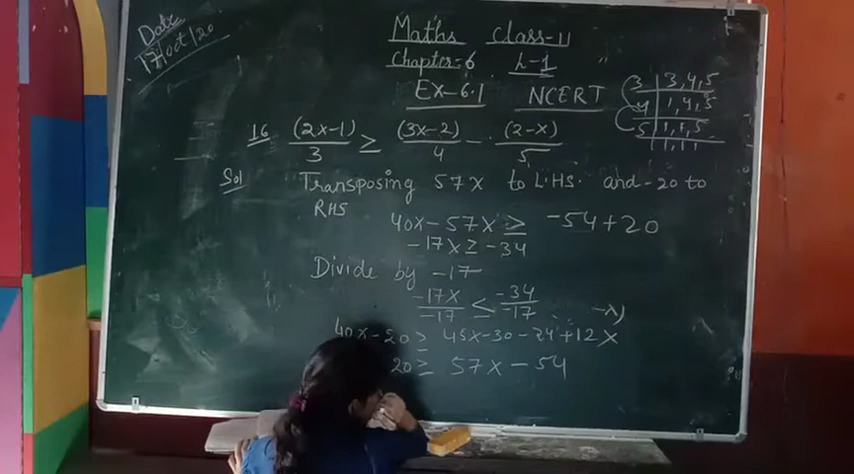 Date
17/oct/20
Maths Class-11
Chapter-6 L-1
Ex-6.1 NCERT
3 | 3,4,5
4 | 1,4,5
5 | 1,1,5
1,1,1
16 (2x-1)/3 ≥ (3x-2)/4 - (2-x)/5
Sol Transposing 57x to L.H.S. and -20 to
RHS
40x-57x ≥ -54+20
-17x ≥ -34
Divide by -17
-17x/-17 ≤ -34/-17
40x-20 ≥ 45x-30-24+12x
20 ≥ 57x-54